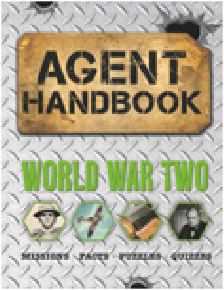 AGENT
HANDBOOK
WORLD WAR TWO
MISSIONS · FACTS · PUZZLES · QUIZZES